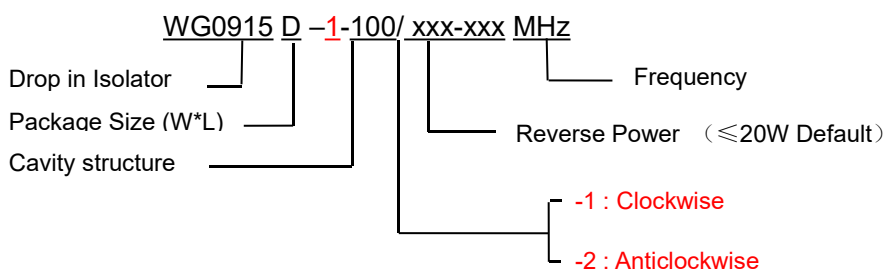 WG0915 D –1-100/ xxx-xxx MHz
Drop in Isolator
Frequency
Package Size (W*L)
Reverse Power （≤20W Default）
Cavity structure
-1 : Clockwise
-2 : Anticlockwise